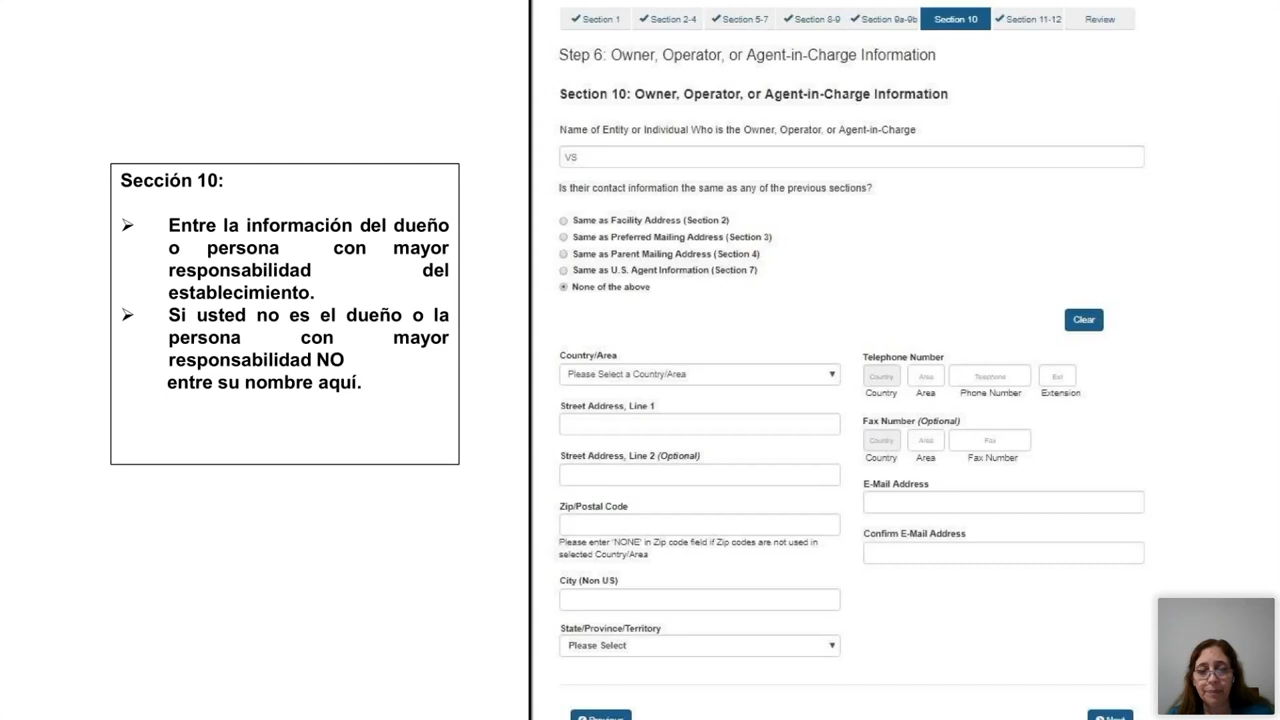 Sección 10:
Entre la información del dueño
o persona con mayor
responsabilidad del
establecimiento.
Si usted no es el dueño o la
persona con mayor
responsabilidad NO
entre su nombre aquí.
Section 1
Section 2-4
Section 5-7
Section 8-9
Section 9a-9b
Section 10
Section 11-12
Review
Step 6: Owner, Operator, or Agent-in-Charge Information
Section 10: Owner, Operator, or Agent-in-Charge Information
Name of Entity or Individual Who is the Owner, Operator, or Agent-in-Charge
VS
Is their contact information the same as any of the previous sections?
Same as Facility Address (Section 2)
Same as Preferred Mailing Address (Section 3)
Same as Parent Mailing Address (Section 4)
Same as U.S. Agent Information (Section 7)
None of the above
Clear
Country/Area
Please Select a Country/Area
Street Address, Line 1
Street Address, Line 2 (Optional)
Zip/Postal Code
Please enter 'NONE' in Zip code field if Zip codes are not used in
selected Country/Area
City (Non US)
State/Province/Territory
Please Select
Telephone Number
Country Area Telephone Ext
Country Area Phone Number Extension
Fax Number (Optional)
Country Area Fax
Country Area Fax Number
E-Mail Address
Confirm E-Mail Address
Previous
Next